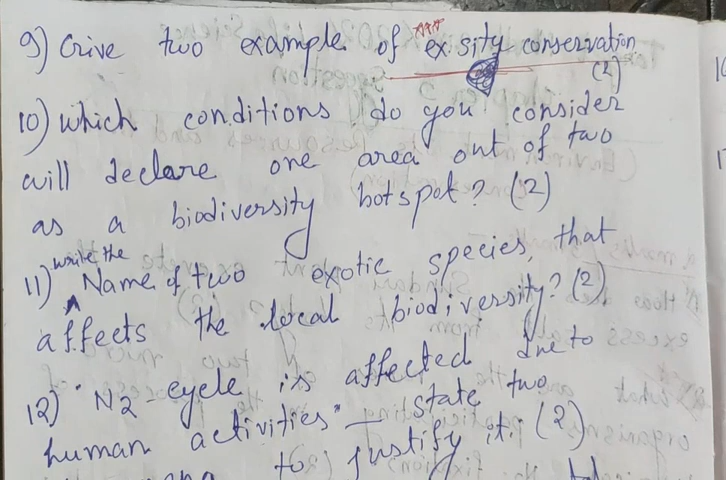 9) Give two example of ex sity conservation
(2)
10) Which conditions do you consider
will declare one area out of two
as a biodiversity hotspot? (2)
11) write the Name of two exotic species, that
affects the local biodiversity? (2)
12) "N2 - cycle is affected due to
human activities" — state two
to justify it. (2)